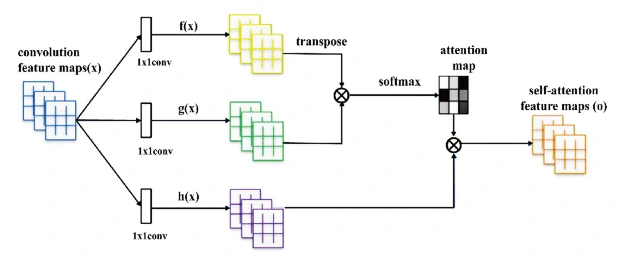 convolution
feature maps(x)
f(x)
1x1conv
transpose
g(x)
1x1conv
h(x)
1x1conv
softmax
attention
map
self-attention
feature maps (o)